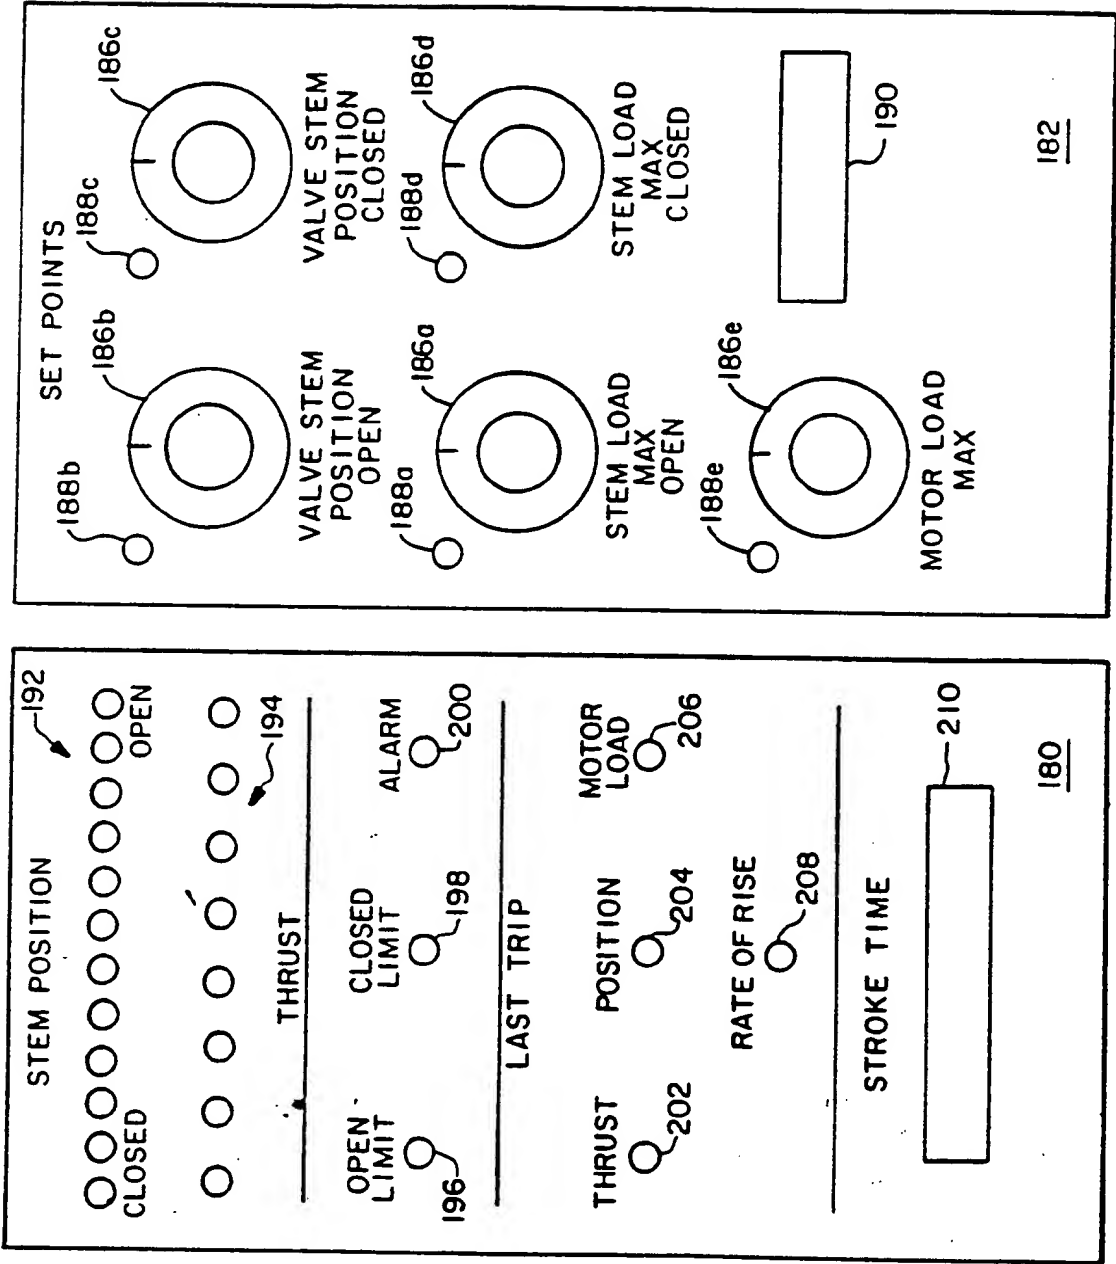 STEM POSITION
192
CLOSED
OPEN
194
THRUST
OPEN
LIMIT
196
CLOSED
LIMIT
198
ALARM
200
LAST TRIP
THRUST
202
POSITION
204
MOTOR
LOAD
206
RATE OF RISE
208
STROKE TIME
210
180
SET POINTS
188b
186b
VALVE STEM
POSITION
OPEN
188c
186c
VALVE STEM
POSITION
CLOSED
188a
186a
STEM LOAD
MAX
OPEN
188d
186d
STEM LOAD
MAX
CLOSED
188e
186e
MOTOR LOAD
MAX
190
182